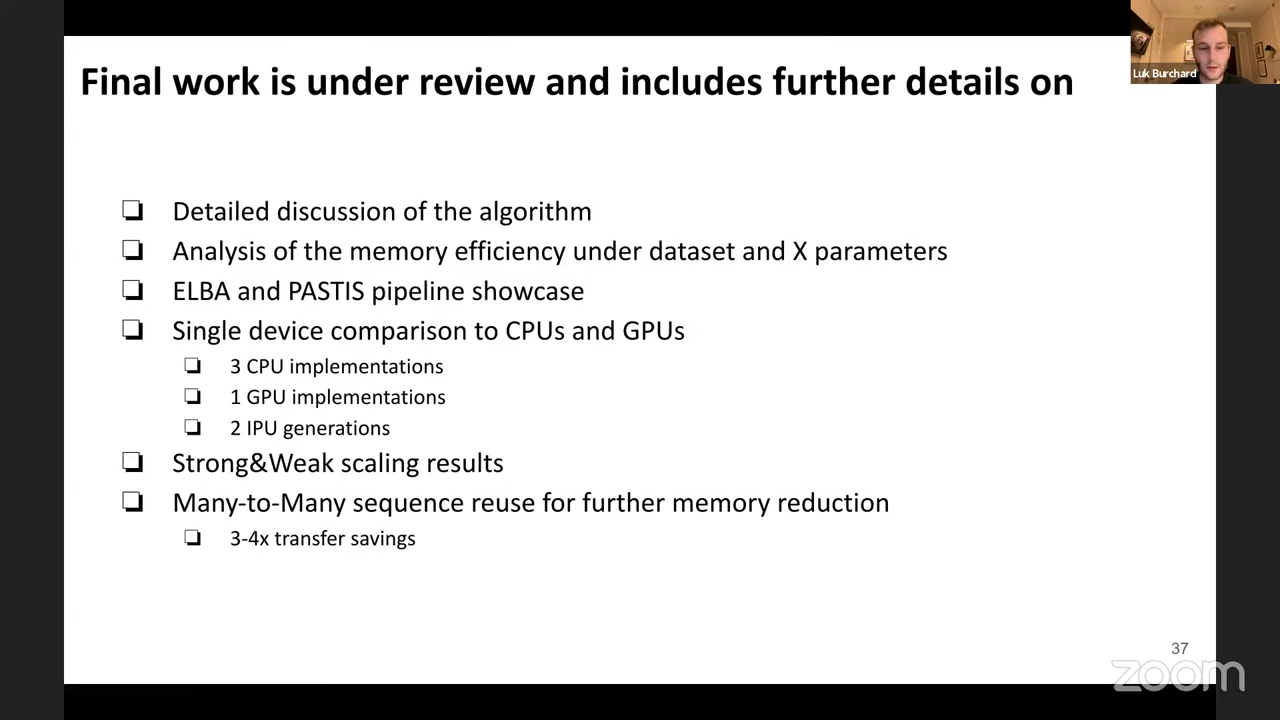 Luk Burchard
Final work is under review and includes further details on
Detailed discussion of the algorithm
Analysis of the memory efficiency under dataset and X parameters
ELBA and PASTIS pipeline showcase
Single device comparison to CPUs and GPUs
3 CPU implementations
1 GPU implementations
2 IPU generations
Strong&Weak scaling results
Many-to-Many sequence reuse for further memory reduction
3-4x transfer savings
37
zoom